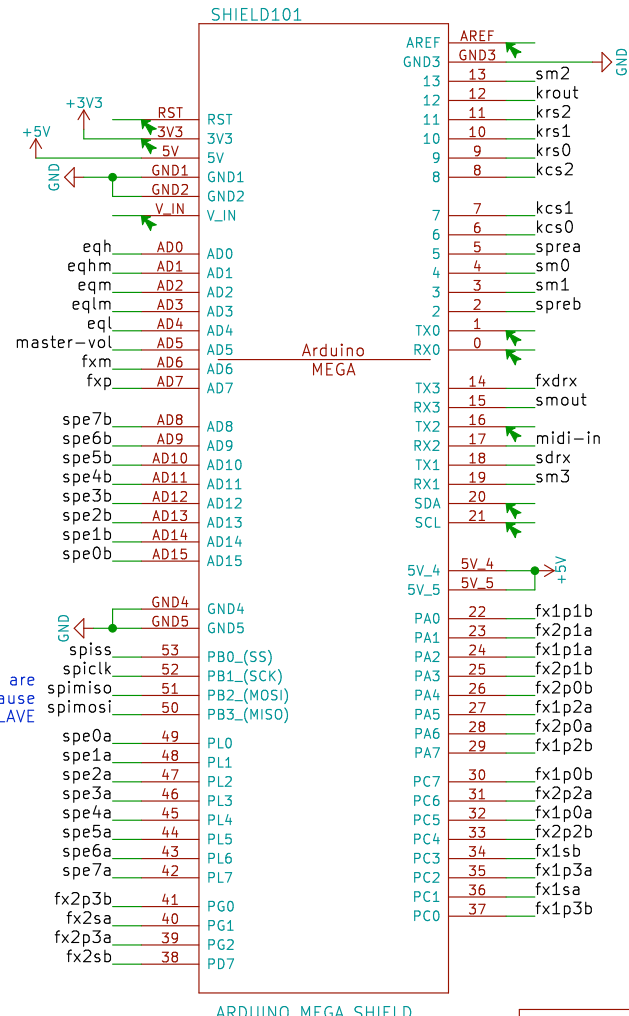 SHIELD101
AREF AREF
GND3 GND3 GND
13 13 sm2
+3V3 12 12 krout
RST RST 11 11 krs2
+5V 3V3 3V3 10 10 krs1
5V 5V 9 9 krs0
GND GND1 GND1 8 8 kcs2
GND2 GND2
V_IN V_IN 7 7 kcs1
6 6 kcs0
eqh AD0 AD0 5 5 sprea
eqhm AD1 AD1 4 4 sm0
eqm AD2 AD2 3 3 sm1
eqlm AD3 AD3 2 2 spreb
eql AD4 AD4 TX0 1
master-vol AD5 AD5 RX0 0
Arduino
MEGA
fxm AD6 AD6
fxp AD7 AD7 TX3 14 fxdrx
RX3 15 smout
spe7b AD8 AD8 TX2 16
spe6b AD9 AD9 RX2 17 midi-in
spe5b AD10 AD10 TX1 18 sdrx
spe4b AD11 AD11 RX1 19 sm3
spe3b AD12 AD12 SDA 20
spe2b AD13 AD13 SCL 21
spe1b AD14 AD14
spe0b AD15 AD15 5V_4 5V_4 +5V
5V_5 5V_5
GND4 GND4 PA0 22 fx1p1b
GND GND5 GND5 PA1 23 fx2p1a
spiss 53 PB0_(SS) PA2 24 fx1p1a
are spiclk 52 PB1_(SCK) PA3 25 fx2p1b
ause spimiso 51 PB2_(MOSI) PA4 26 fx2p0b
LAVE spimosi 50 PB3_(MISO) PA5 27 fx1p2a
spe0a 49 PL0 PA6 28 fx2p0a
spe1a 48 PL1 PA7 29 fx1p2b
spe2a 47 PL2 PC7 30 fx1p0b
spe3a 46 PL3 PC6 31 fx2p2a
spe4a 45 PL4 PC5 32 fx1p0a
spe5a 44 PL5 PC4 33 fx2p2b
spe6a 43 PL6 PC3 34 fx1sb
spe7a 42 PL7 PC2 35 fx1p3a
fx2p3b 41 PG0 PC1 36 fx1sa
fx2sa 40 PG1 PC0 37 fx1p3b
fx2p3a 39 PG2
fx2sb 38 PD7
ARDUINO MEGA SHIELD